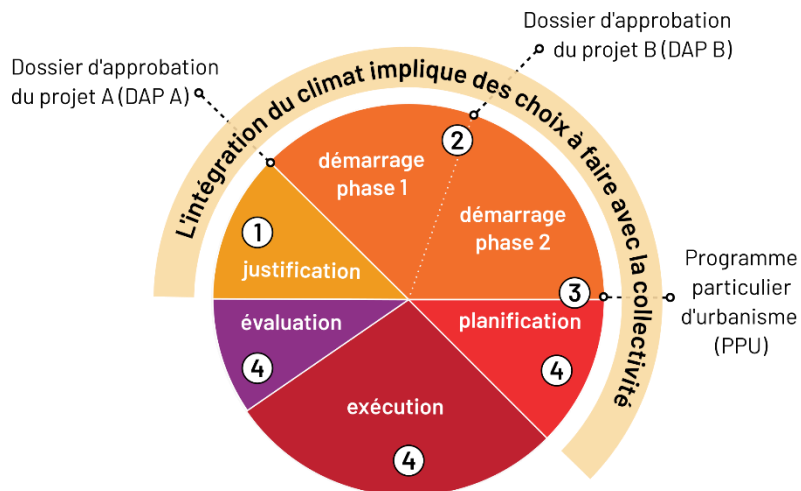 Dossier d'approbation
du projet A (DAP A)
Dossier d'approbation
du projet B (DAP B)
L'intégration du climat implique des choix à faire avec la collectivité
2
démarrage
phase 1
démarrage
phase 2
1
justification
3
Programme
particulier
d'urbanisme
(PPU)
évaluation
4
planification
4
exécution
4